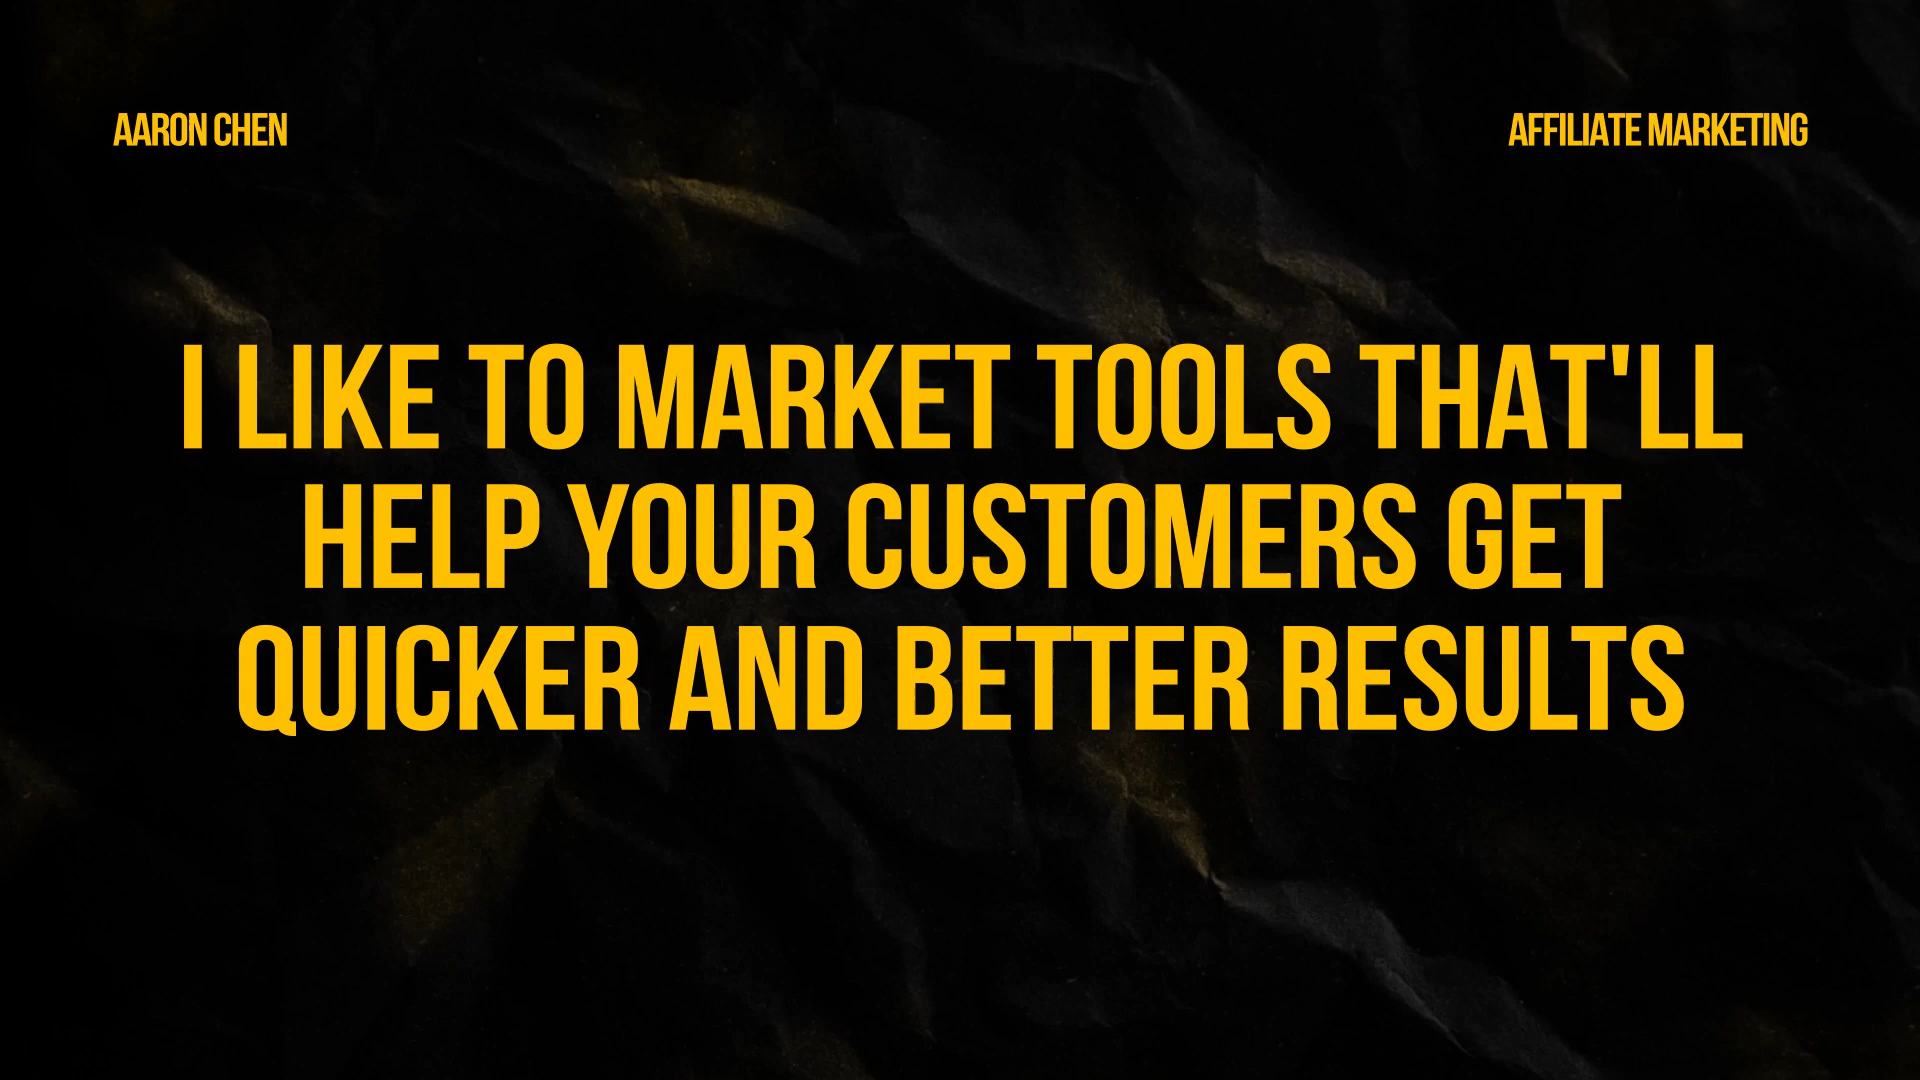 AARON CHEN
AFFILIATE MARKETING
I LIKE TO MARKET TOOLS THAT'LL
HELP YOUR CUSTOMERS GET
QUICKER AND BETTER RESULTS